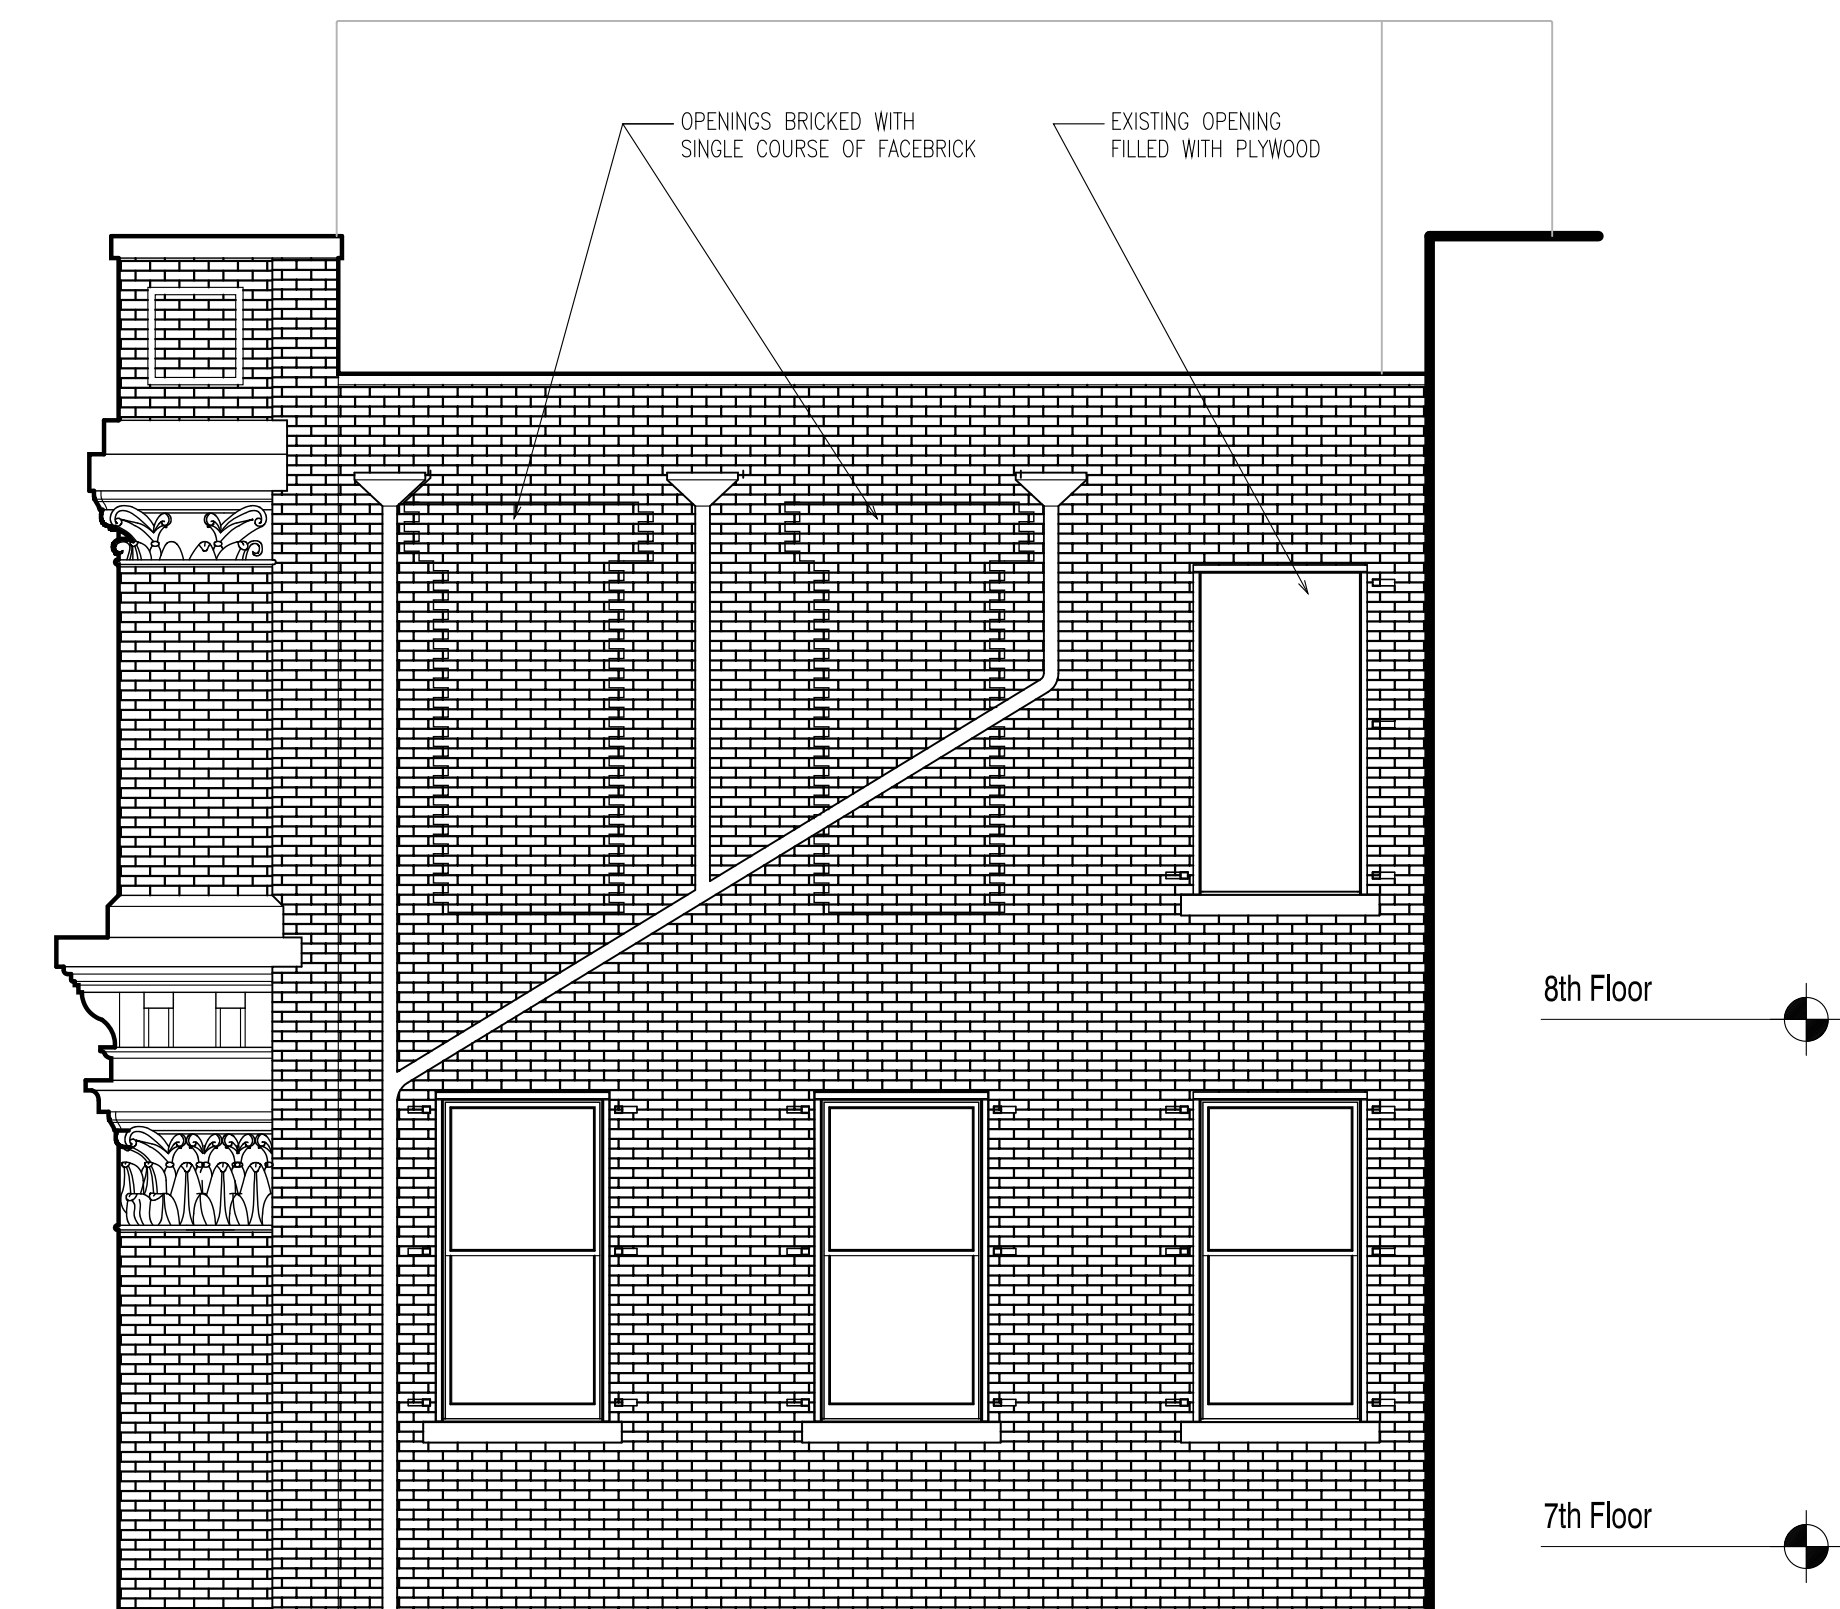 OPENINGS BRICKED WITH
SINGLE COURSE OF FACEBRICK
EXISTING OPENING
FILLED WITH PLYWOOD
8th Floor
7th Floor